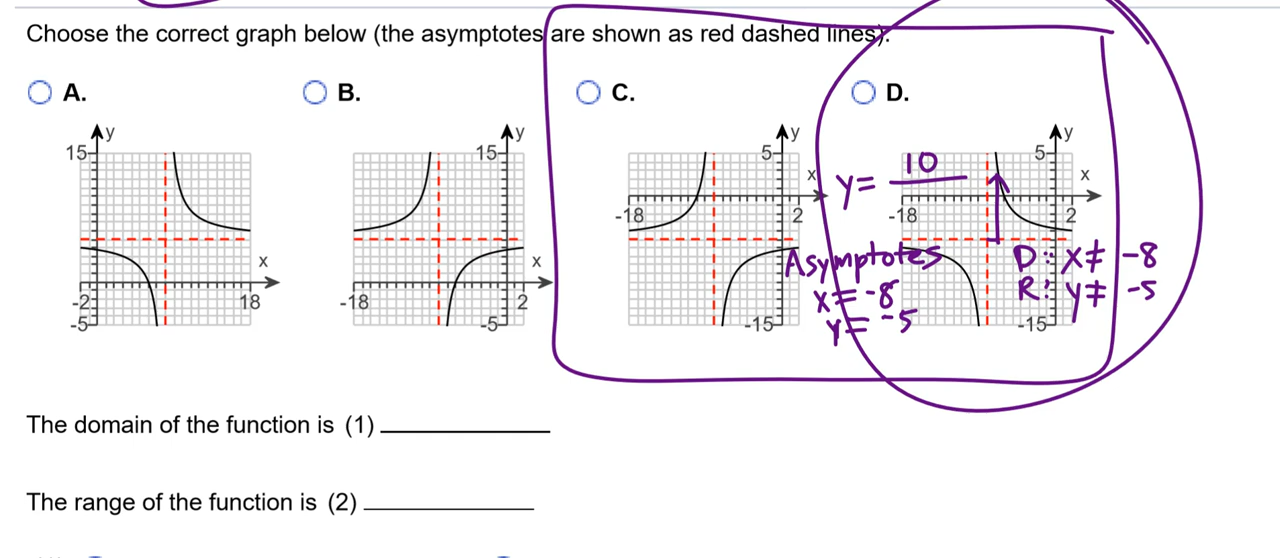 Choose the correct graph below (the asymptotes are shown as red dashed lines).
A.
B.
C.
D.
y
15
x
-2
18
-5
y
15
x
-18
2
-5
y
5
x
-18
2
-15
y = 10
y
5
x
-18
2
-15
Asymptotes
x = -8
y = -5
D: x ≠ -8
R: y ≠ -5
The domain of the function is (1)
The range of the function is (2)